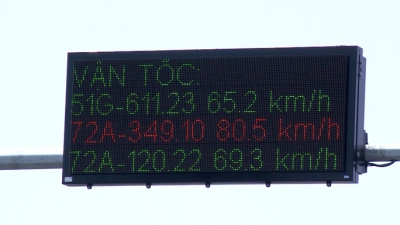 VẬN TỐC:
51G-611.23 65.2 km/h
72A-349.10 80.5 km/h
72A-120.22 69.3 km/h